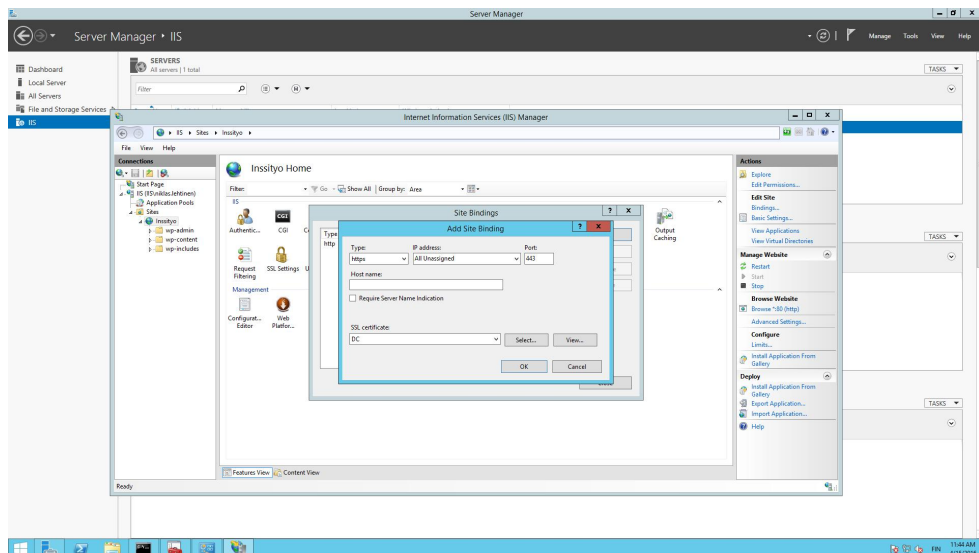 Server Manager
Server Manager • IIS
Manage Tools View Help
Dashboard
Local Server
All Servers
File and Storage Services
IIS
SERVERS
All servers | 1 total
TASKS
Filter
Internet Information Services (IIS) Manager
IIS Sites Inssityo
File View Help
Connections
Start Page
IIS (IIS\niklas.lehtinen)
Application Pools
Sites
Inssityo
wp-admin
wp-content
wp-includes
Inssityo Home
Filter: Go Show All Group by: Area
IIS
Authentic... CGI
Output
Caching
Request
Filtering
SSL Settings
Management
Configurat...
Editor
Web
Platfor...
Site Bindings
Type
http
Add Site Binding
Type: IP address: Port:
https All Unassigned 443
Host name:
Require Server Name Indication
SSL certificate:
DC Select... View...
OK Cancel
Features View Content View
Ready
Actions
Explore
Edit Permissions...
Edit Site
Bindings...
Basic Settings...
View Applications
View Virtual Directories
Manage Website
Restart
Start
Stop
Browse Website
Browse *:80 (http)
Advanced Settings...
Configure
Limits...
Install Application From
Gallery
Deploy
Install Application From
Gallery
Export Application...
Import Application...
Help
TASKS
TASKS
FIN
11:44 AM